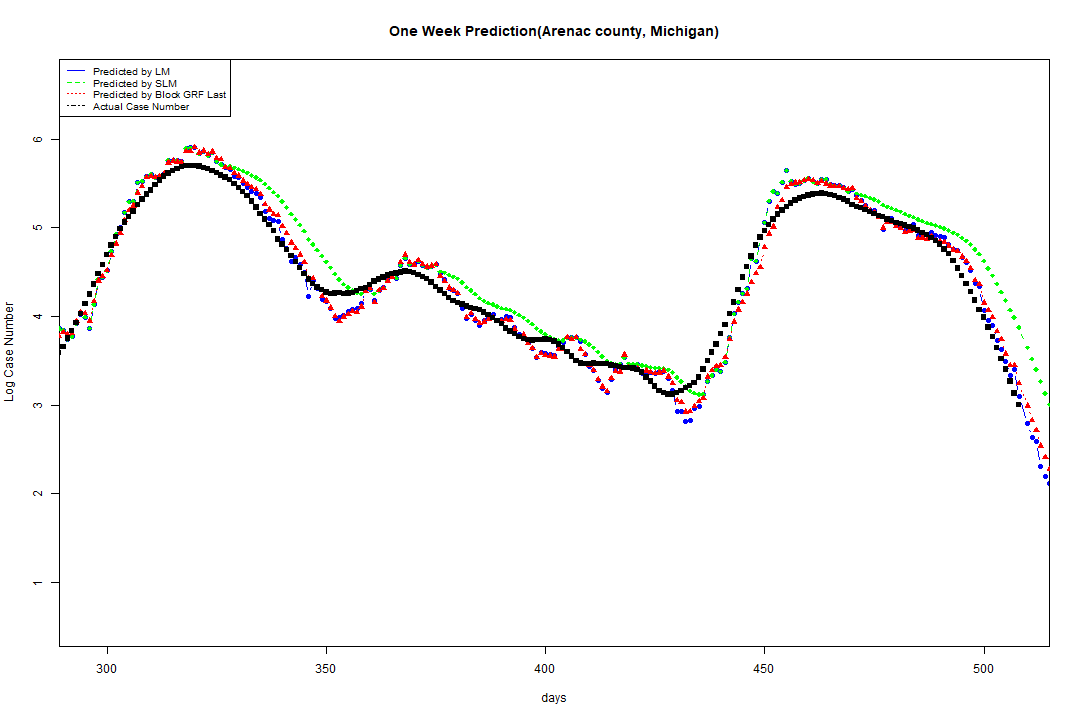 One Week Prediction(Arenac county, Michigan)
Predicted by LM
Predicted by SLM
Predicted by Block GRF Last
Actual Case Number
6
5
4
3
2
1
Log Case Number
300 350 400 450 500
days